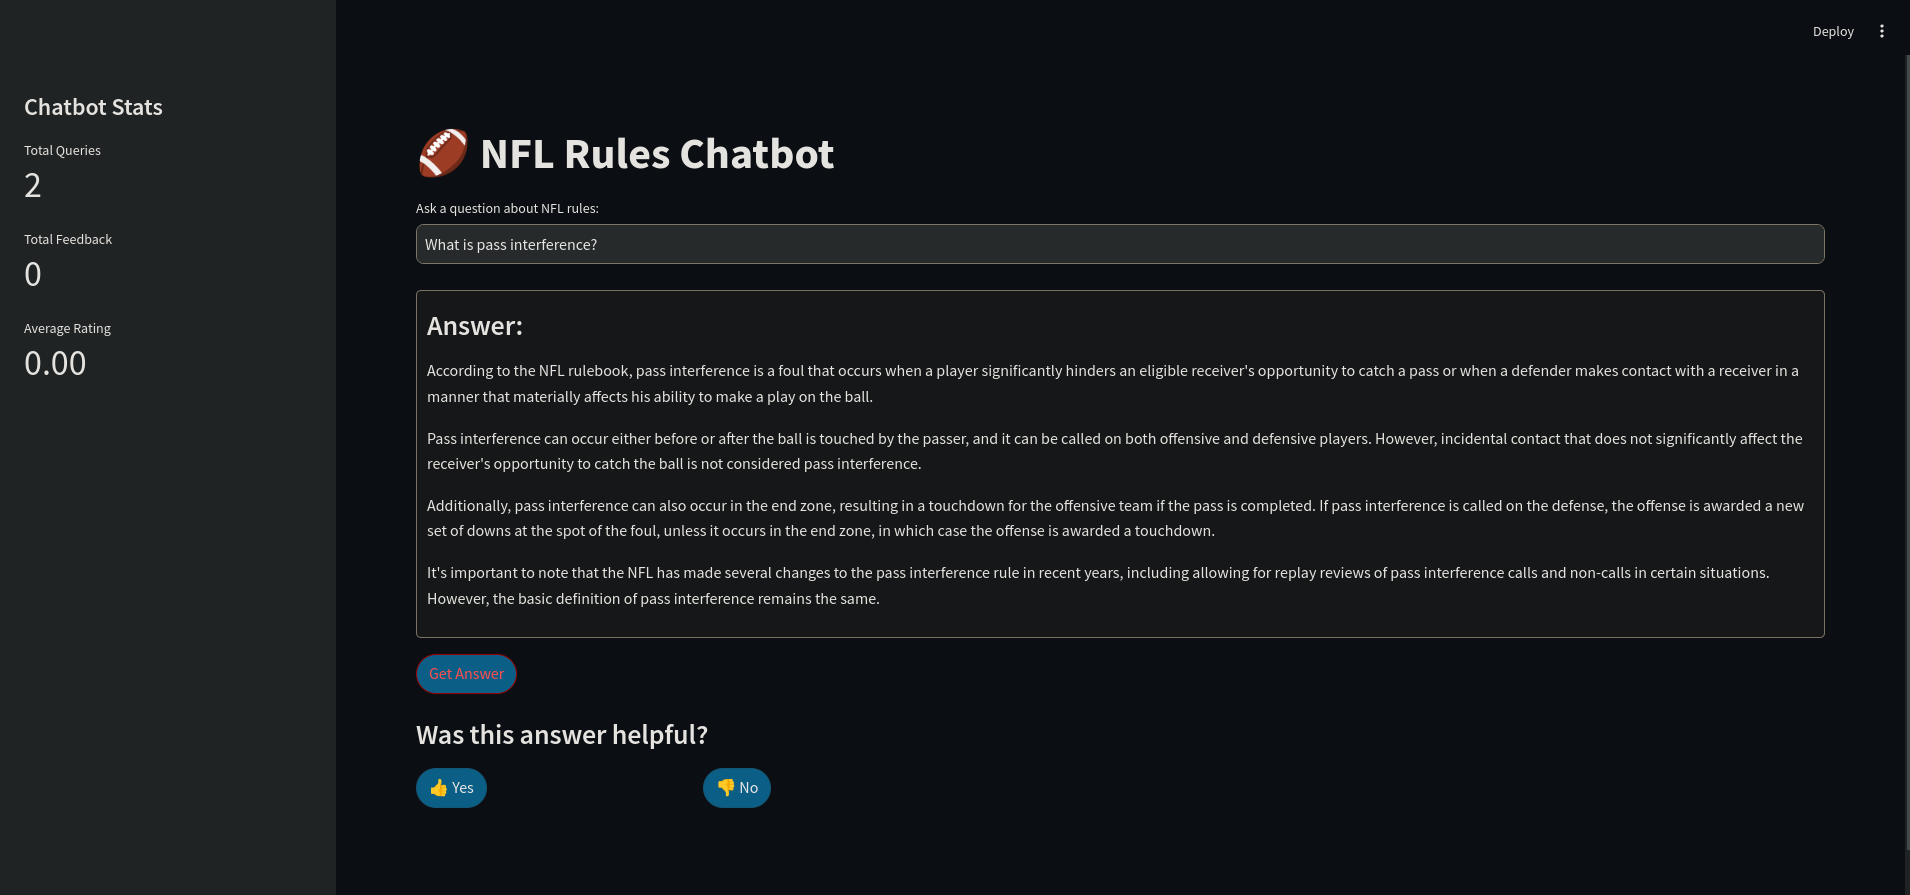 Deploy
Chatbot Stats
Total Queries
2
Total Feedback
0
Average Rating
0.00
NFL Rules Chatbot
Ask a question about NFL rules:
What is pass interference?
Answer:
According to the NFL rulebook, pass interference is a foul that occurs when a player significantly hinders an eligible receiver's opportunity to catch a pass or when a defender makes contact with a receiver in a
manner that materially affects his ability to make a play on the ball.
Pass interference can occur either before or after the ball is touched by the passer, and it can be called on both offensive and defensive players. However, incidental contact that does not significantly affect the
receiver's opportunity to catch the ball is not considered pass interference.
Additionally, pass interference can also occur in the end zone, resulting in a touchdown for the offensive team if the pass is completed. If pass interference is called on the defense, the offense is awarded a new
set of downs at the spot of the foul, unless it occurs in the end zone, in which case the offense is awarded a touchdown.
It's important to note that the NFL has made several changes to the pass interference rule in recent years, including allowing for replay reviews of pass interference calls and non-calls in certain situations.
However, the basic definition of pass interference remains the same.
Get Answer
Was this answer helpful?
👍 Yes
👎 No